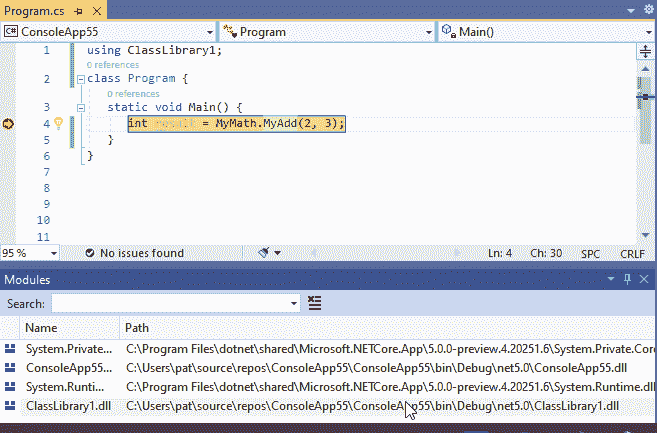 Program.cs
C# ConsoleApp55 Program Main()
1 using ClassLibrary1;
0 references
2 class Program {
0 references
3 static void Main() {
4 int result = MyMath.MyAdd(2, 3);
5 }
6 }
7
8
9
10
11
95 % No issues found Ln: 4 Ch: 30 SPC CRLF
Modules
Search:
Name Path
System.Private... C:\Program Files\dotnet\shared\Microsoft.NETCore.App\5.0.0-preview.4.20251.6\System.Private.Core
ConsoleApp55... C:\Users\pat\source\repos\ConsoleApp55\ConsoleApp55\bin\Debug\net5.0\ConsoleApp55.dll
System.Runti... C:\Program Files\dotnet\shared\Microsoft.NETCore.App\5.0.0-preview.4.20251.6\System.Runtime.dll
ClassLibrary1.dll C:\Users\pat\source\repos\ConsoleApp55\ConsoleApp55\bin\Debug\net5.0\ClassLibrary1.dll